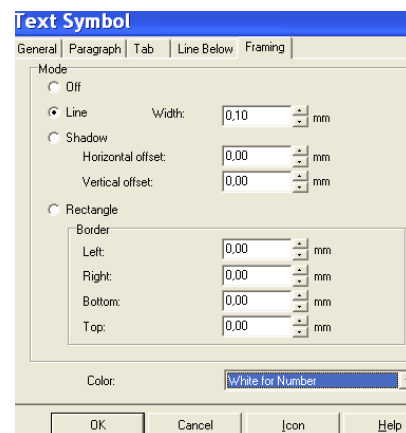 Text Symbol
General Paragraph Tab Line Below Framing
Mode
Off
Line Width: 0,10 mm
Shadow
Horizontal offset: 0,00 mm
Vertical offset: 0,00 mm
Rectangle
Border
Left: 0,00 mm
Right: 0,00 mm
Bottom: 0,00 mm
Top: 0,00 mm
Color: White for Number
OK Cancel Icon Help